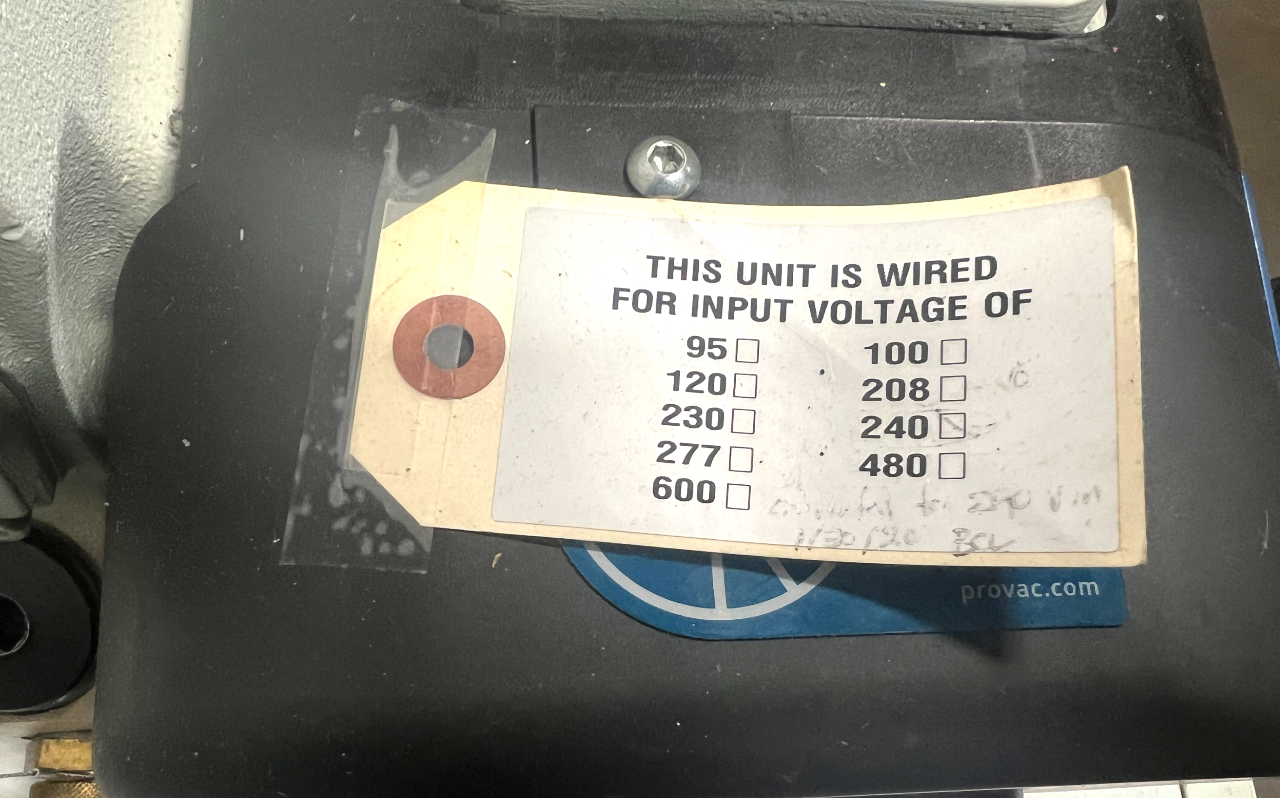 THIS UNIT IS WIRED
FOR INPUT VOLTAGE OF
95 ☐ 100 ☐
120 ☐ 208 ☐
230 ☐ 240 ☒
277 ☐ 480 ☐
600 ☐
to
provac.com